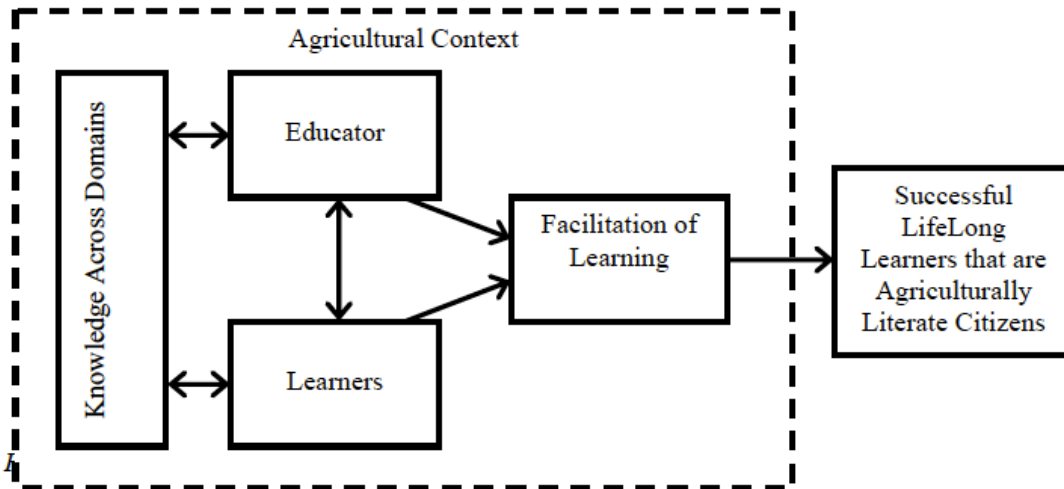 Agricultural Context
Knowledge Across Domains
Educator
Learners
Facilitation of
Learning
Successful
LifeLong
Learners that are
Agriculturally
Literate Citizens